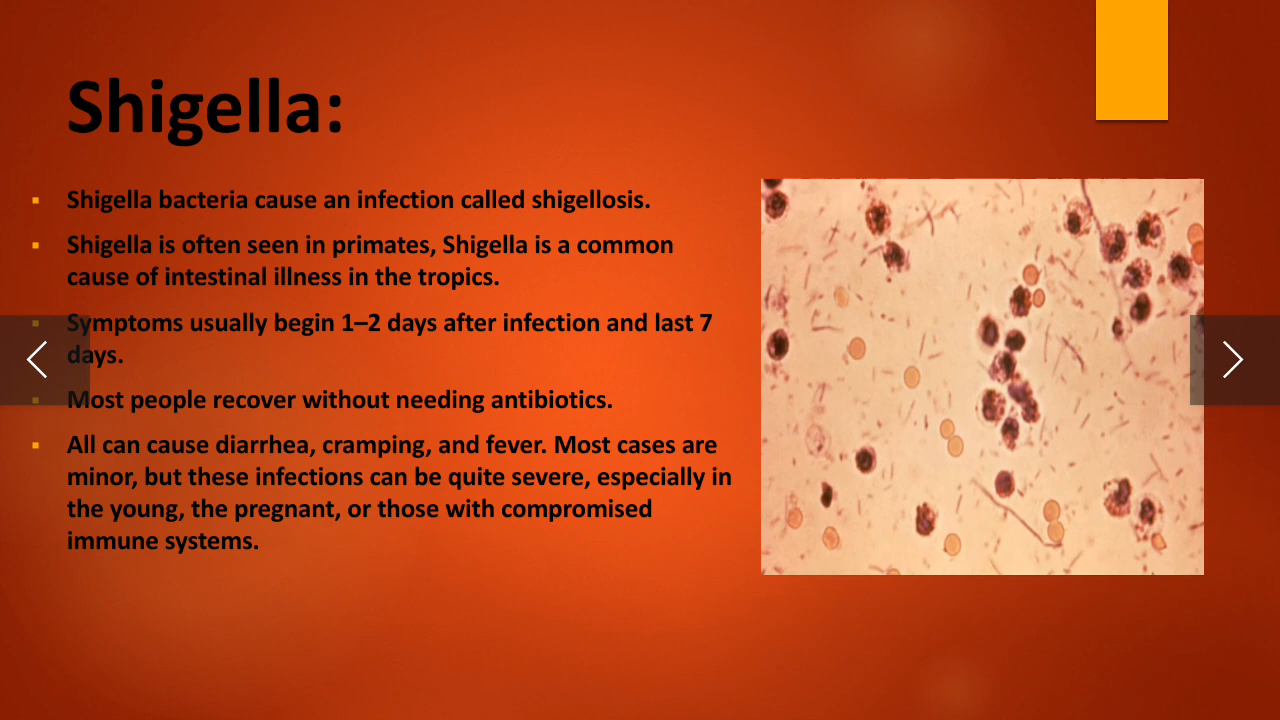 Shigella:
Shigella bacteria cause an infection called shigellosis.
Shigella is often seen in primates, Shigella is a common
cause of intestinal illness in the tropics.
Symptoms usually begin 1–2 days after infection and last 7
days.
Most people recover without needing antibiotics.
All can cause diarrhea, cramping, and fever. Most cases are
minor, but these infections can be quite severe, especially in
the young, the pregnant, or those with compromised
immune systems.